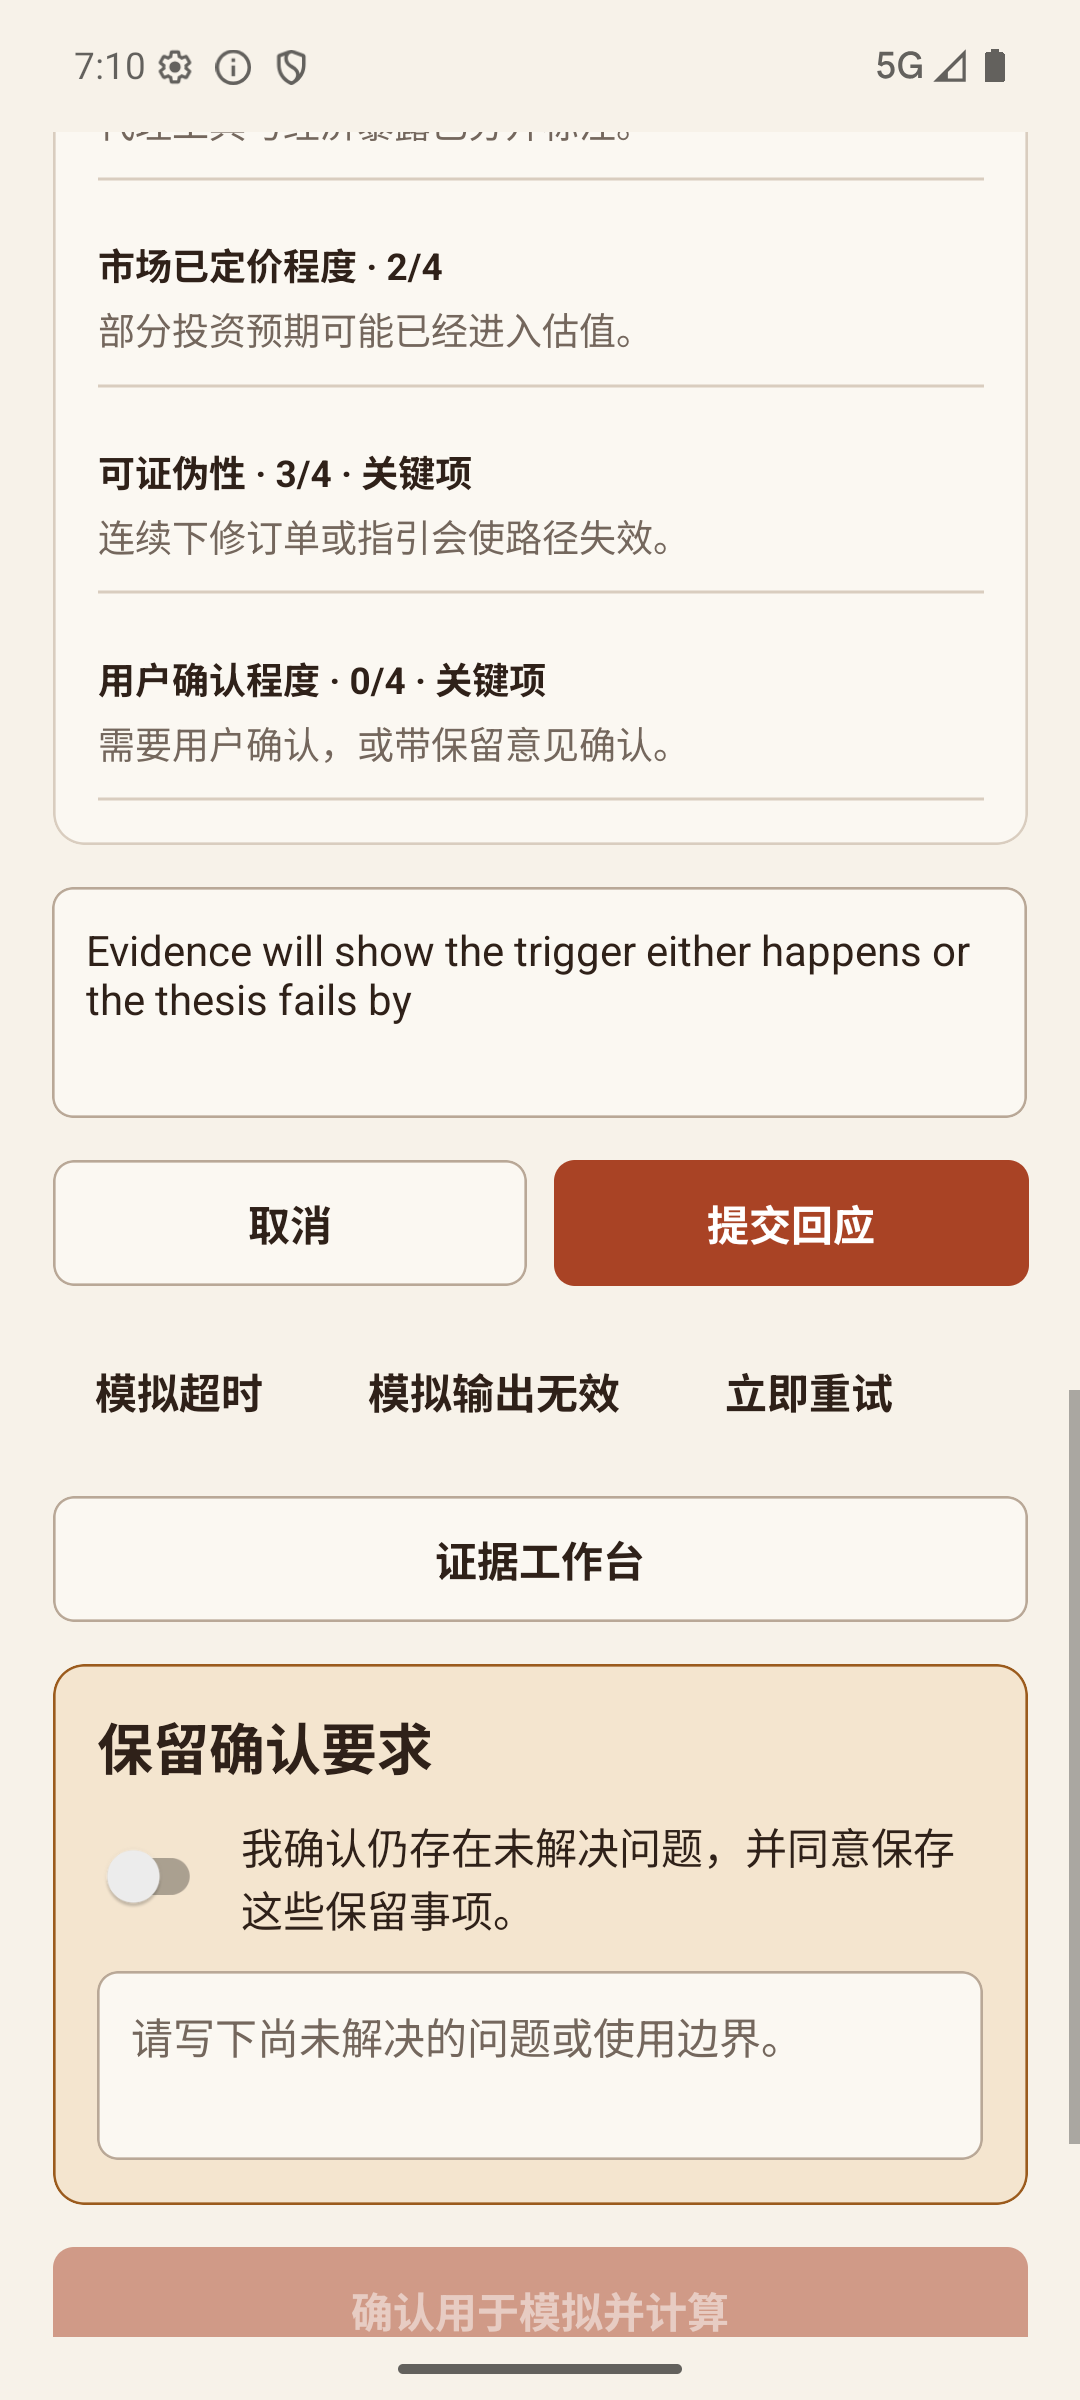 7:10
5G
市场已定价程度 · 2/4
部分投资预期可能已经进入估值。
可证伪性 · 3/4 · 关键项
连续下修订单或指引会使路径失效。
用户确认程度 · 0/4 · 关键项
需要用户确认，或带保留意见确认。
Evidence will show the trigger either happens or
the thesis fails by
取消
提交回应
模拟超时
模拟输出无效
立即重试
证据工作台
保留确认要求
我确认仍存在未解决问题，并同意保存
这些保留事项。
请写下尚未解决的问题或使用边界。
确认用于模拟并计算